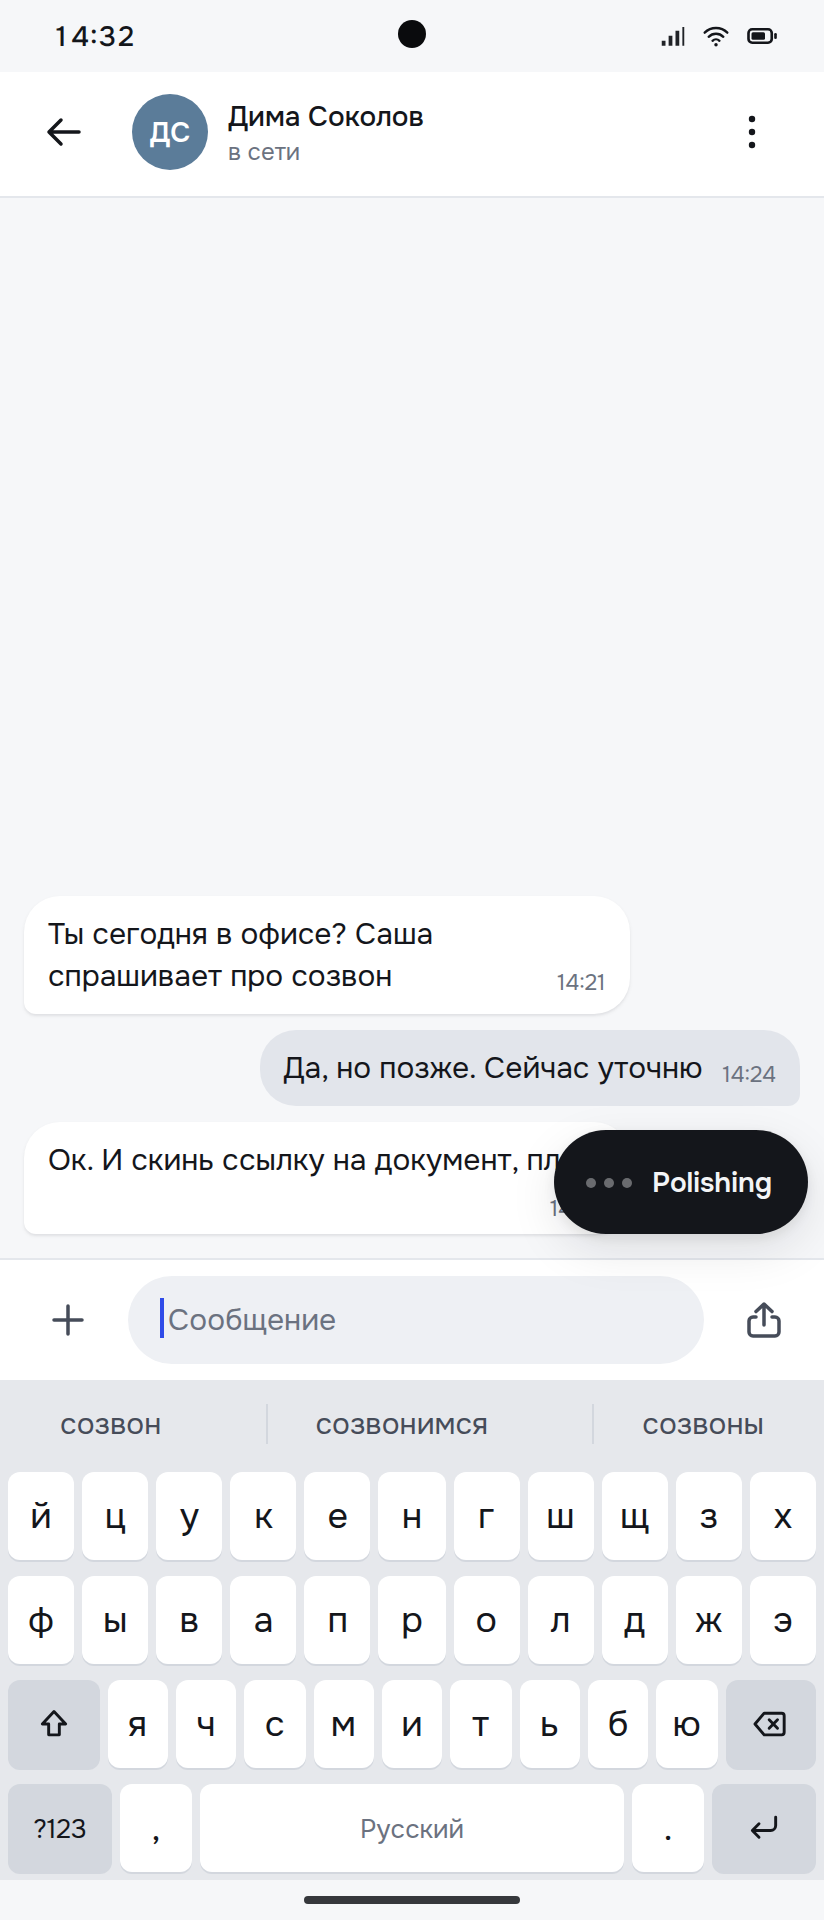 14:32
ДС
Дима Соколов
в сети
Ты сегодня в офисе? Саша
спрашивает про созвон
14:21
Да, но позже. Сейчас уточню 14:24
Ок. И скинь ссылку на документ,
Polishing
Сообщение
созвон созвонимся созвоны
й ц у к е н г ш щ з х
ф ы в а п р о л д ж э
я ч с м и т ь б ю
?123 , Русский .